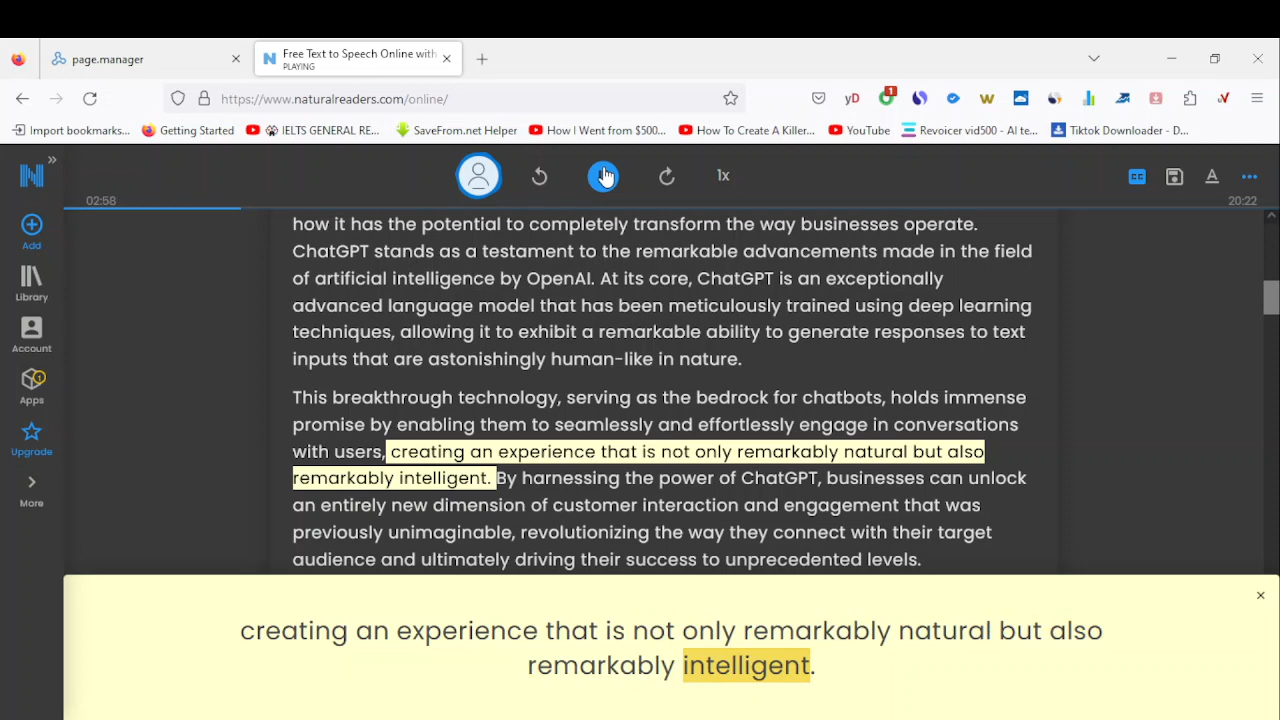 page.manager
Free Text to Speech Online with
PLAYING
https://www.naturalreaders.com/online/
yD
1
W
Import bookmarks...
Getting Started
IELTS GENERAL RE...
SaveFrom.net Helper
How I Went from $500...
How To Create A Killer...
YouTube
Revoicer vid500 - AI te...
Tiktok Downloader - D...
N
1x
CC
A
02:58
20:22
Add
Library
Account
1
Apps
Upgrade
More
how it has the potential to completely transform the way businesses operate.
ChatGPT stands as a testament to the remarkable advancements made in the field
of artificial intelligence by OpenAI. At its core, ChatGPT is an exceptionally
advanced language model that has been meticulously trained using deep learning
techniques, allowing it to exhibit a remarkable ability to generate responses to text
inputs that are astonishingly human-like in nature.
This breakthrough technology, serving as the bedrock for chatbots, holds immense
promise by enabling them to seamlessly and effortlessly engage in conversations
with users, creating an experience that is not only remarkably natural but also
remarkably intelligent. By harnessing the power of ChatGPT, businesses can unlock
an entirely new dimension of customer interaction and engagement that was
previously unimaginable, revolutionizing the way they connect with their target
audience and ultimately driving their success to unprecedented levels.
creating an experience that is not only remarkably natural but also
remarkably intelligent.